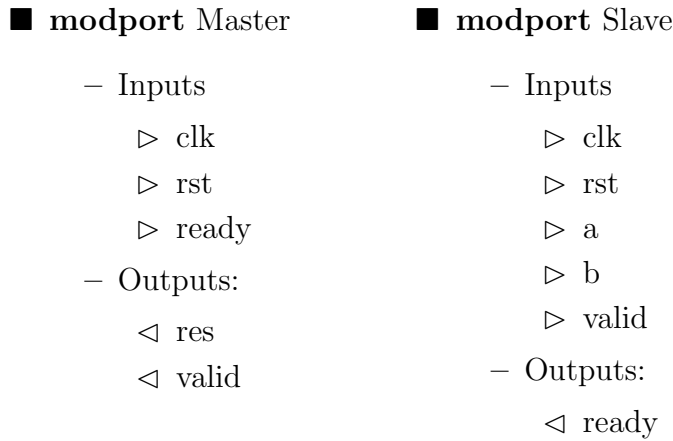 ■ modport Master
– Inputs
▷ clk
▷ rst
▷ ready
– Outputs:
◁ res
◁ valid
■ modport Slave
– Inputs
▷ clk
▷ rst
▷ a
▷ b
▷ valid
– Outputs:
◁ ready